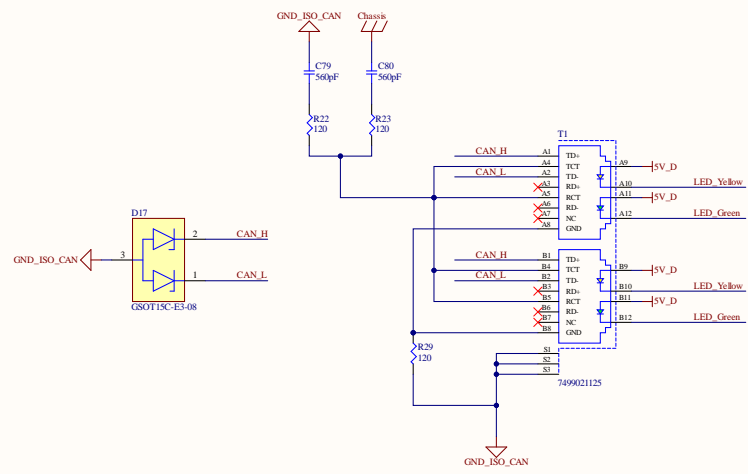 GND_ISO_CAN
Chassis
C79
560pF
C80
560pF
R22
120
R23
120
T1
CAN_H
A1
TD+
A4
TCT
A9
5V_D
CAN_L
A2
TD-
A3
RD+
A10
LED_Yellow
A5
RCT
A11
5V_D
A6
RD-
A7
NC
A12
LED_Green
A8
GND
D17
2
CAN_H
GND_ISO_CAN
3
1
CAN_L
GSOT15C-E3-08
CAN_H
B1
TD+
B4
TCT
B9
5V_D
CAN_L
B2
TD-
B3
RD+
B10
LED_Yellow
B5
RCT
B11
5V_D
B6
RD-
B7
NC
B12
LED_Green
B8
GND
R29
120
S1
S2
S3
7499021125
GND_ISO_CAN